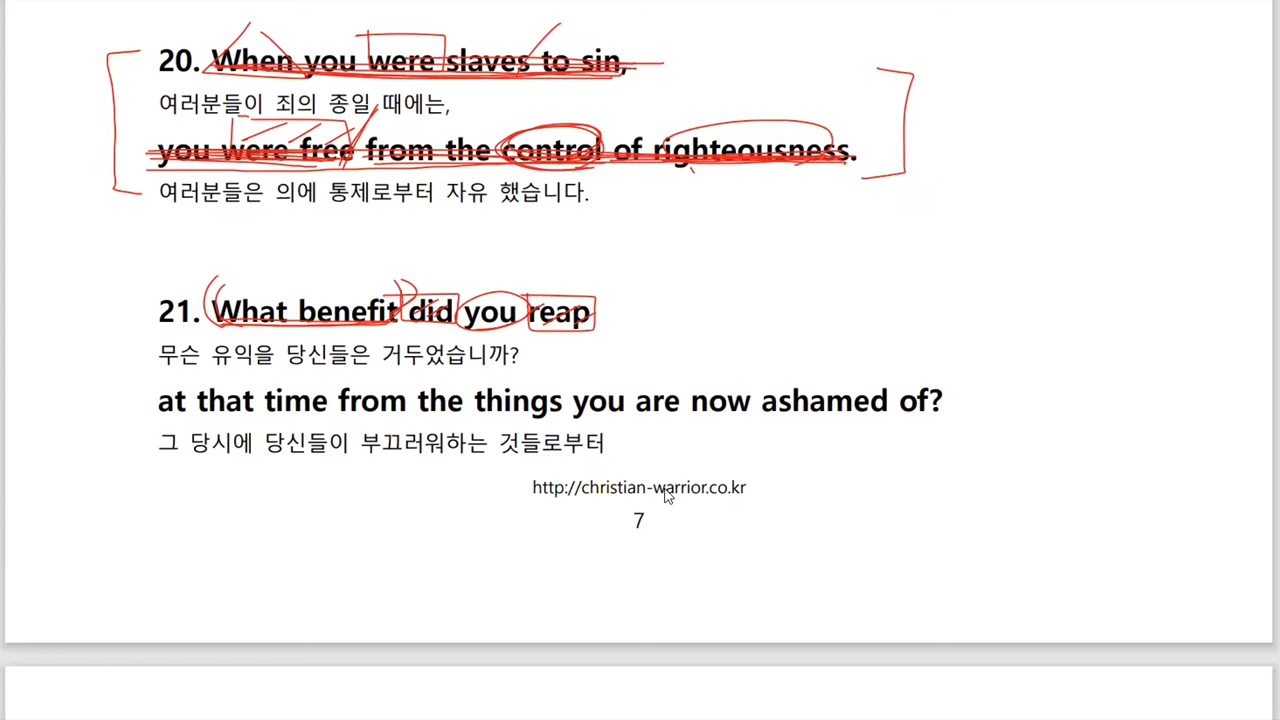 20. When you were slaves to sin,
여러분들이 죄의 종일 때에는,
you were free from the control of righteousness.
여러분들은 의에 통제로부터 자유 했습니다.
21. What benefit did you reap
무슨 유익을 당신들은 거두었습니까?
at that time from the things you are now ashamed of?
그 당시에 당신들이 부끄러워하는 것들로부터
http://christian-warrior.co.kr
7